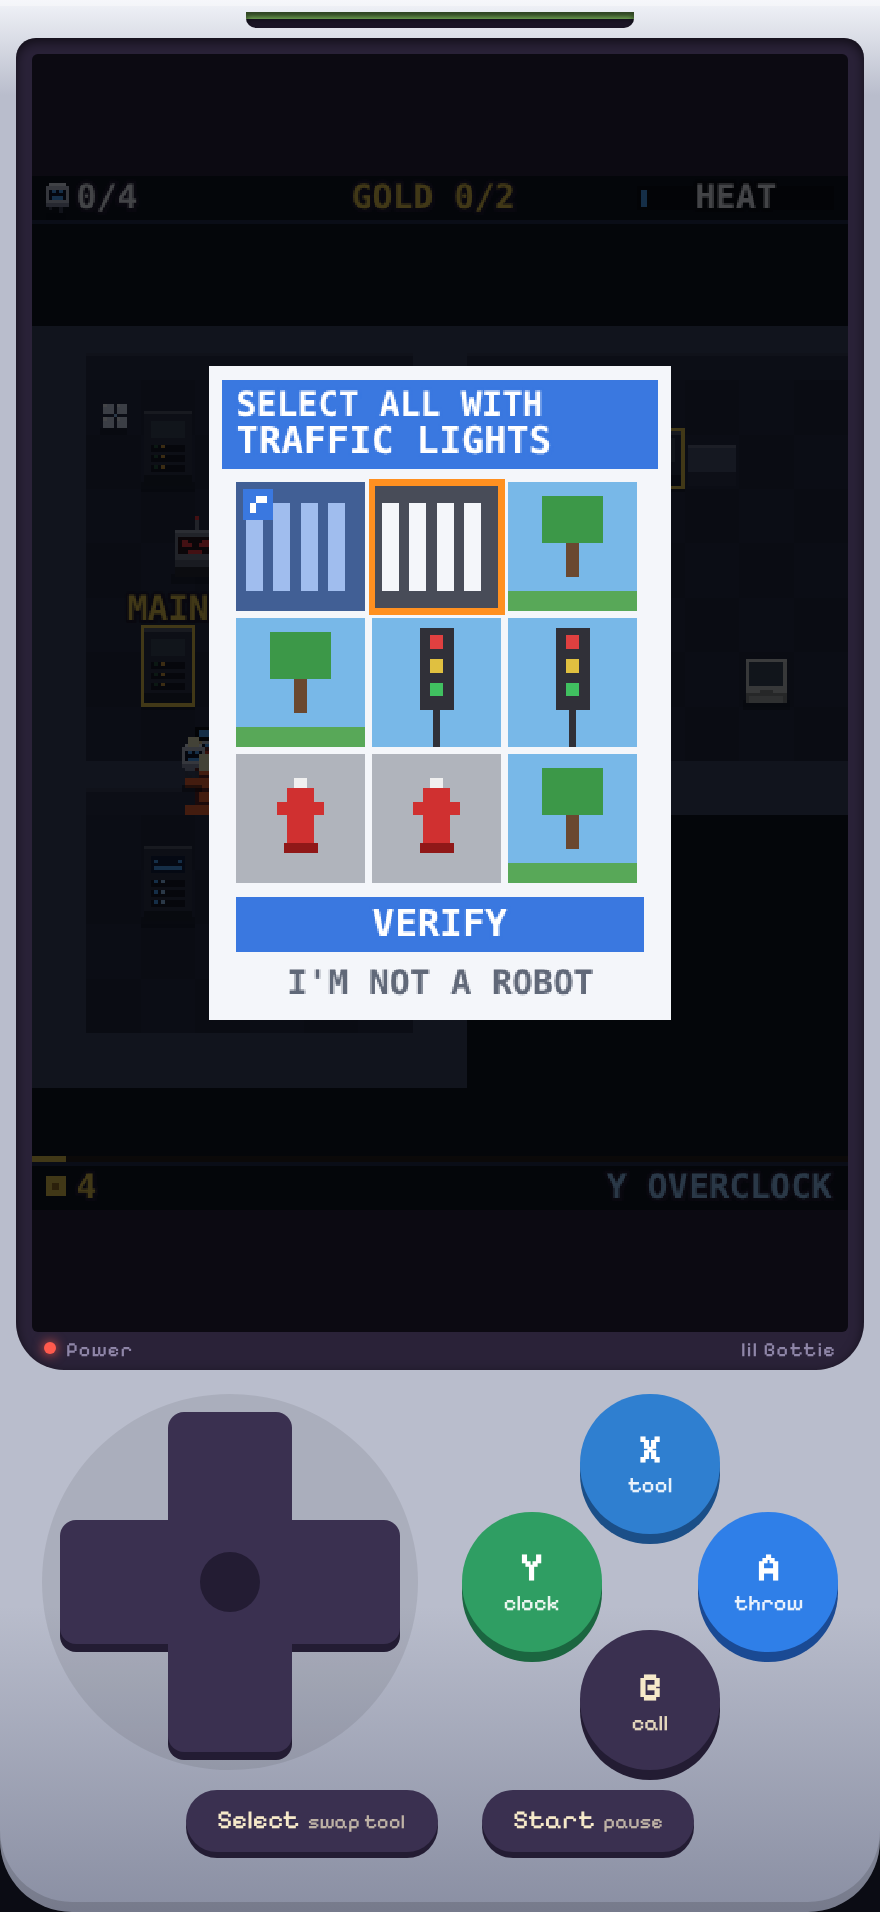 0/4 GOLD 0/2 HEAT
SELECT ALL WITH
TRAFFIC LIGHTS
MAIN
VERIFY
I'M NOT A ROBOT
4 Y OVERCLOCK
Power lil Bottie
X
tool
Y
clock
A
throw
B
call
Select swap tool
Start pause